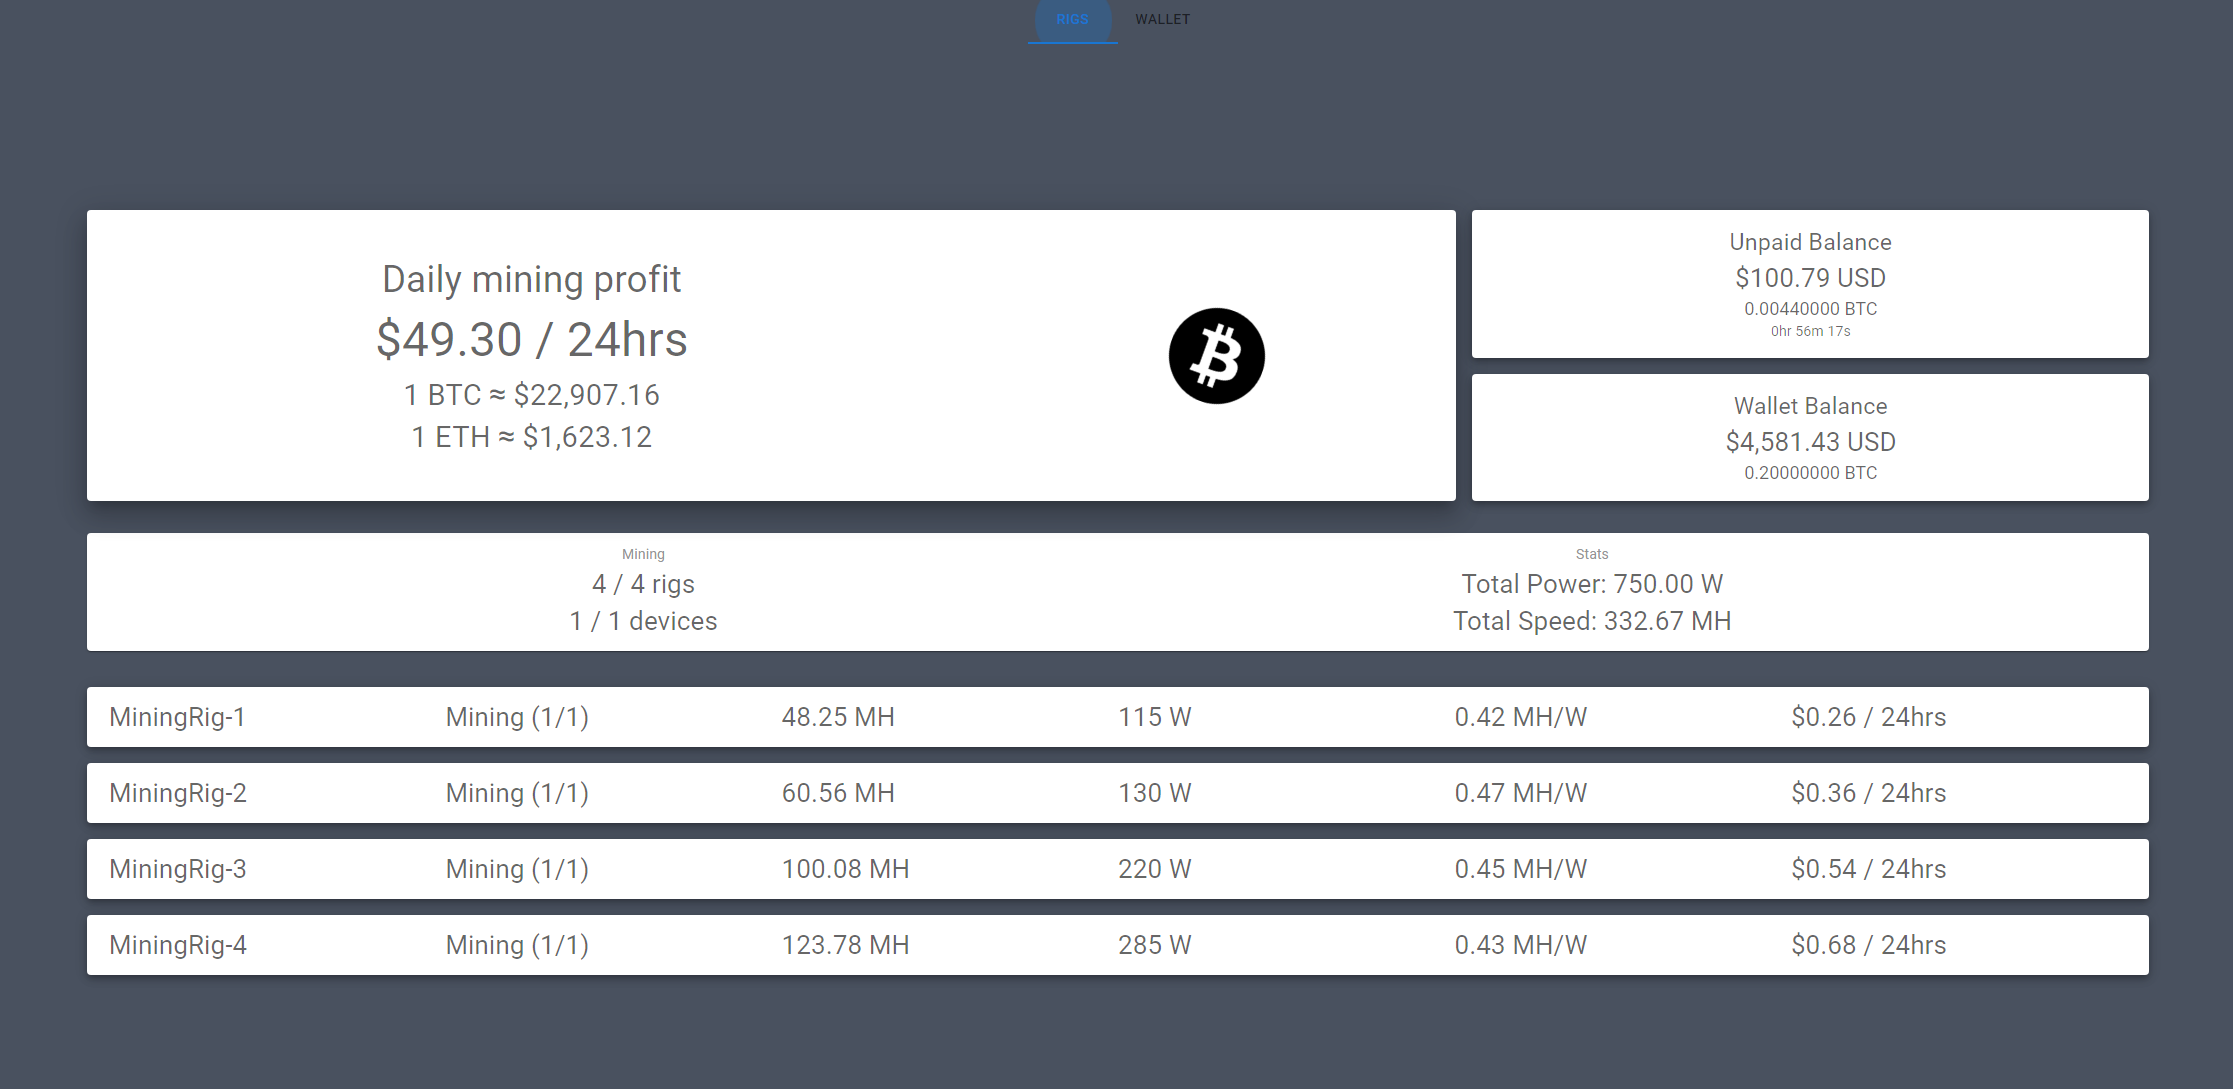 RIGS WALLET
Daily mining profit
$49.30 / 24hrs
1 BTC ≈ $22,907.16
1 ETH ≈ $1,623.12
Unpaid Balance
$100.79 USD
0.00440000 BTC
0hr 56m 17s
Wallet Balance
$4,581.43 USD
0.20000000 BTC
Mining
4 / 4 rigs
1 / 1 devices
Stats
Total Power: 750.00 W
Total Speed: 332.67 MH
MiningRig-1 Mining (1/1) 48.25 MH 115 W 0.42 MH/W $0.26 / 24hrs
MiningRig-2 Mining (1/1) 60.56 MH 130 W 0.47 MH/W $0.36 / 24hrs
MiningRig-3 Mining (1/1) 100.08 MH 220 W 0.45 MH/W $0.54 / 24hrs
MiningRig-4 Mining (1/1) 123.78 MH 285 W 0.43 MH/W $0.68 / 24hrs